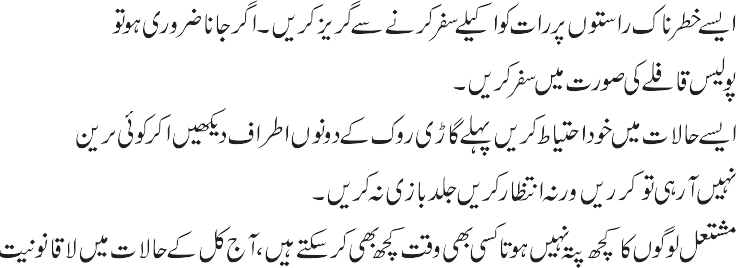 ایسے خطرناک راستوں پر رات کو اکیلے سفر کرنے سے گریز کریں۔ اگر جانا ضروری ہو تو
پولیس قافلے کی صورت میں سفر کریں۔
ایسے حالات میں خود احتیاط کریں پہلے گاڑی روک کے دونوں اطراف دیکھیں اکر کوئی ٹرین
نہیں آ رہی تو کرریں ورنہ انتظار کریں جلد بازی نہ کریں۔
مشتعل لوگوں کا کچھ پتہ نہیں ہوتا کسی بھی وقت کچھ بھی کر سکتے ہیں، آج کل کے حالات میں لاقانونیت